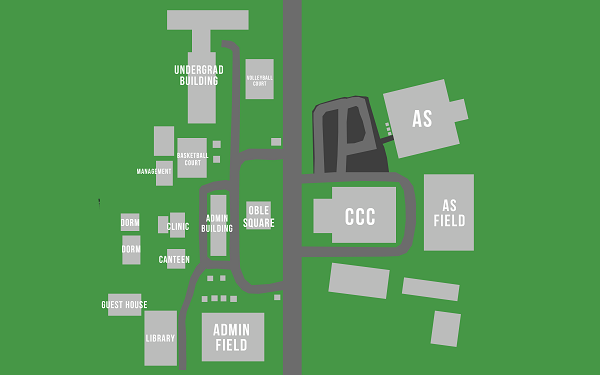 UNDERGRAD
BUILDING
VOLLEYBALL
COURT
AS
BASKETBALL
COURT
MANAGEMENT
DORM
CLINIC
ADMIN
BUILDING
OBLE
SQUARE
CCC
AS
FIELD
DORM
CANTEEN
GUEST HOUSE
LIBRARY
ADMIN
FIELD